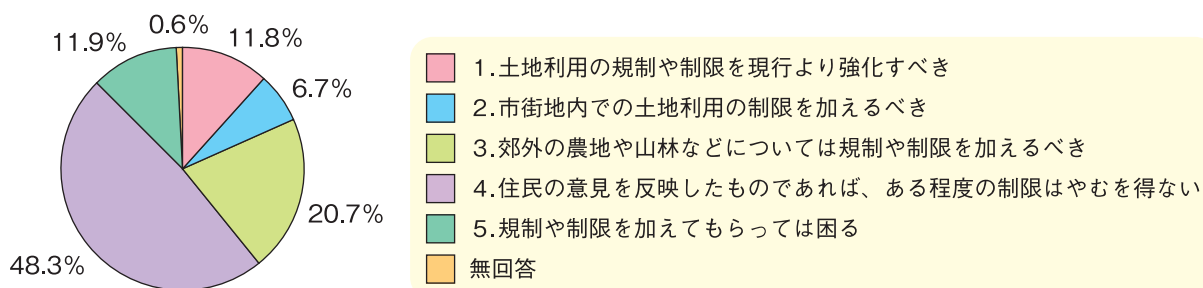 0.6%
11.9%
11.8%
6.7%
20.7%
48.3%
1.土地利用の規制や制限を現行より強化すべき
2.市街地内での土地利用の制限を加えるべき
3.郊外の農地や山林などについては規制や制限を加えるべき
4.住民の意見を反映したものであれば、ある程度の制限はやむを得ない
5.規制や制限を加えてもらっては困る
無回答